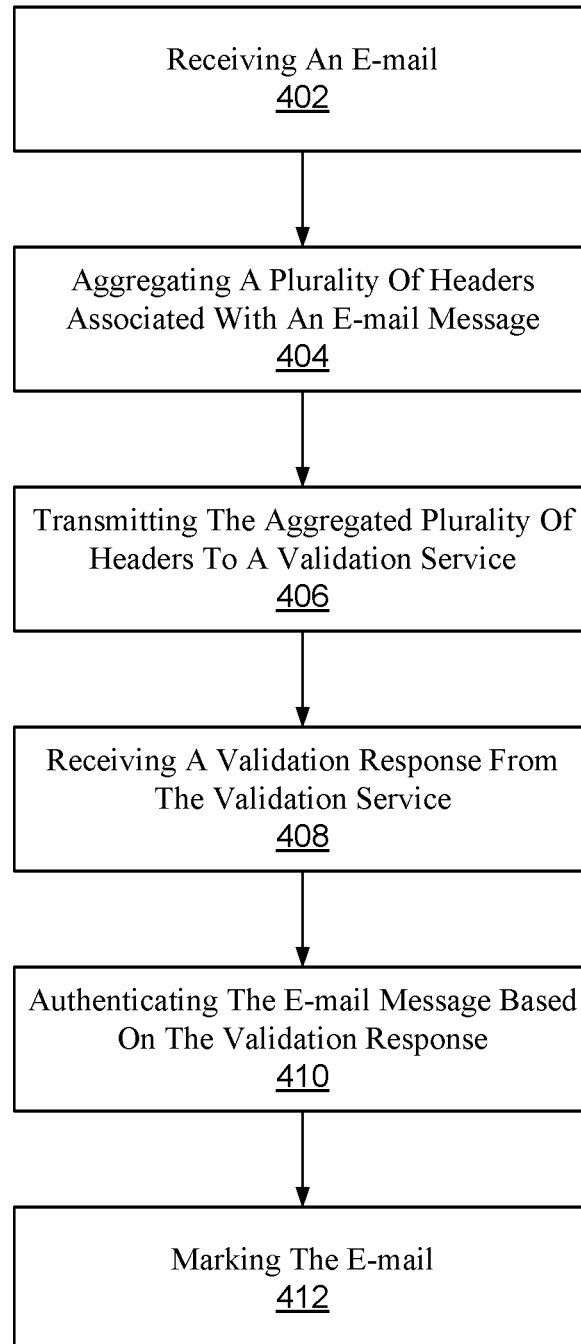 Receiving An E-mail
402
Aggregating A Plurality Of Headers
Associated With An E-mail Message
404
Transmitting The Aggregated Plurality Of
Headers To A Validation Service
406
Receiving A Validation Response From
The Validation Service
408
Authenticating The E-mail Message Based
On The Validation Response
410
Marking The E-mail
412